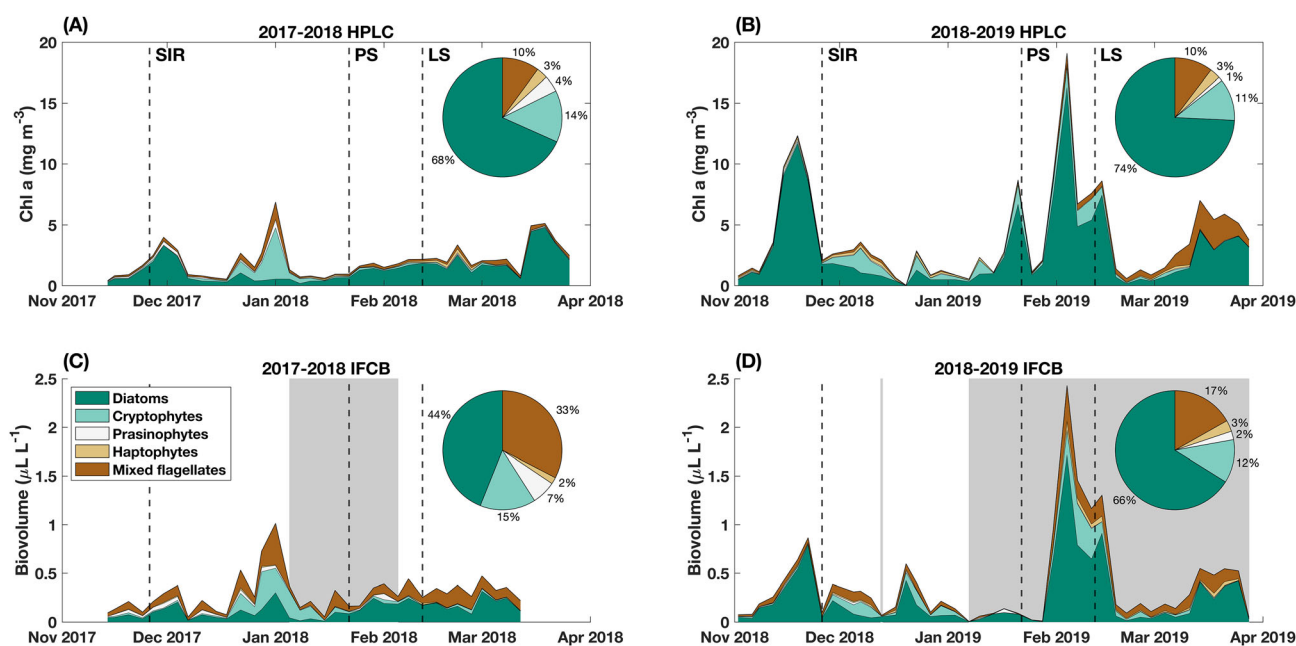 (A)
2017-2018 HPLC
SIR
PS
LS
20
15
10
5
0
Chl a (mg m-3)
10%
3%
4%
14%
68%
Nov 2017
Dec 2017
Jan 2018
Feb 2018
Mar 2018
Apr 2018
(B)
2018-2019 HPLC
SIR
PS
LS
20
15
10
5
0
Chl a (mg m-3)
10%
3%
1%
11%
74%
Nov 2018
Dec 2018
Jan 2019
Feb 2019
Mar 2019
Apr 2019
(C)
2017-2018 IFCB
2.5
2
1.5
1
0.5
0
Biovolume (μL L-1)
Diatoms
Cryptophytes
Prasinophytes
Haptophytes
Mixed flagellates
44%
33%
2%
7%
15%
Nov 2017
Dec 2017
Jan 2018
Feb 2018
Mar 2018
Apr 2018
(D)
2018-2019 IFCB
2.5
2
1.5
1
0.5
0
Biovolume (μL L-1)
17%
3%
2%
12%
66%
Nov 2018
Dec 2018
Jan 2019
Feb 2019
Mar 2019
Apr 2019